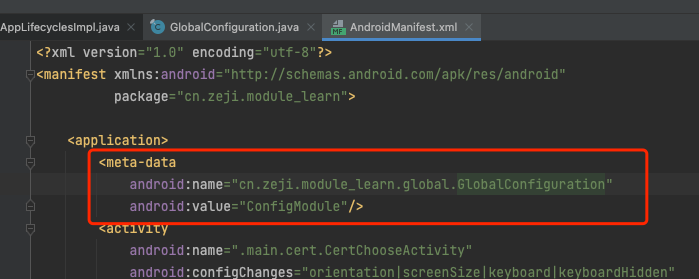 AppLifecyclesImpl.java × GlobalConfiguration.java × AndroidManifest.xml ×
<?xml version="1.0" encoding="utf-8"?>
<manifest xmlns:android="http://schemas.android.com/apk/res/android"
package="cn.zeji.module_learn">
<application>
<meta-data
android:name="cn.zeji.module_learn.global.GlobalConfiguration"
android:value="ConfigModule"/>
<activity
android:name=".main.cert.CertChooseActivity"
android:configChanges="orientation|screenSize|keyboard|keyboardHidden"